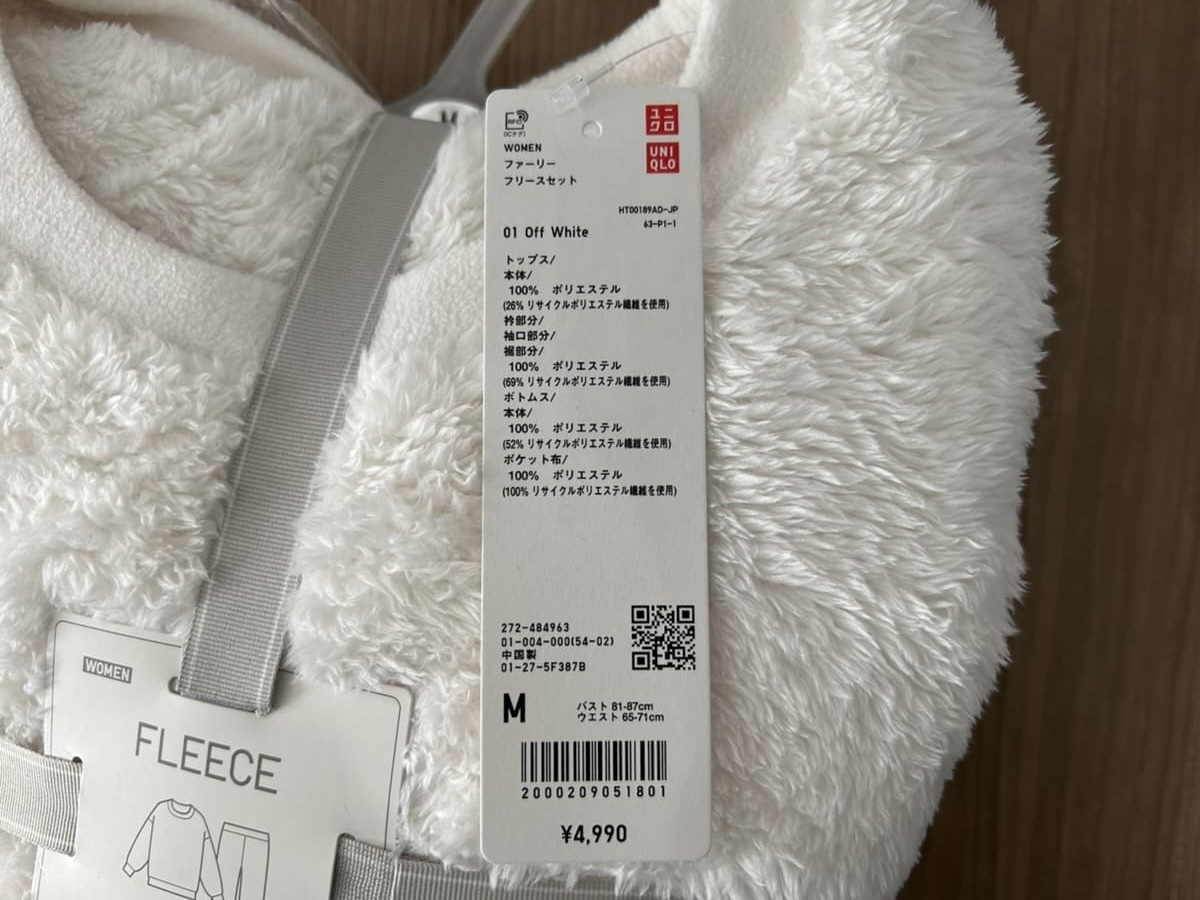 M
RFID
(ICタグ)
ユニ
クロ
UNI
QLO
WOMEN
ファーリー
フリースセット
HT00189AD-JP
63-P1-1
01 Off White
トップス/
本体/
100% ポリエステル
(26% リサイクルポリエステル繊維を使用)
衿部分/
袖口部分/
裾部分/
100% ポリエステル
(69% リサイクルポリエステル繊維を使用)
ボトムス/
本体/
100% ポリエステル
(52% リサイクルポリエステル繊維を使用)
ポケット布/
100% ポリエステル
(100% リサイクルポリエステル繊維を使用)
272-484963
01-004-000(54-02)
中国製
01-27-5F387B
M
バスト 81-87cm
ウエスト 65-71cm
2000209051801
¥4,990
WOMEN
FLEECE